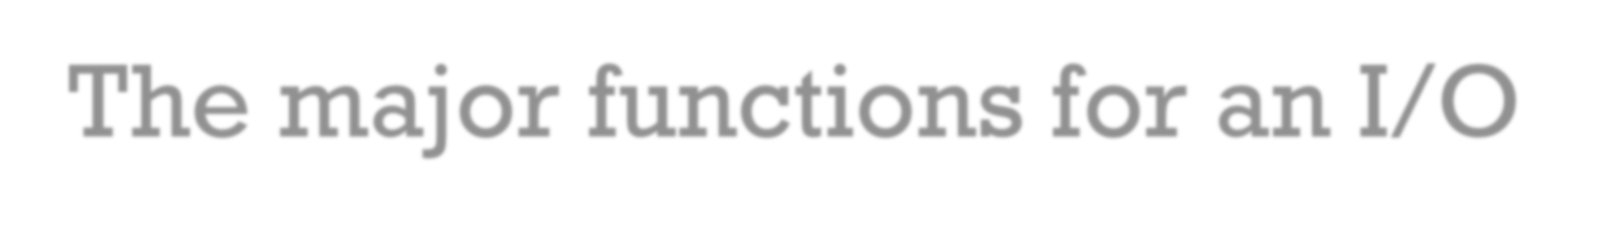 The major functions for an I/O